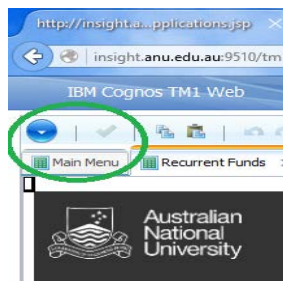 http://insight.a...pplications.jsp
insight.anu.edu.au:9510/tm
IBM Cognos TM1 Web
Main Menu Recurrent Funds
Australian
National
University